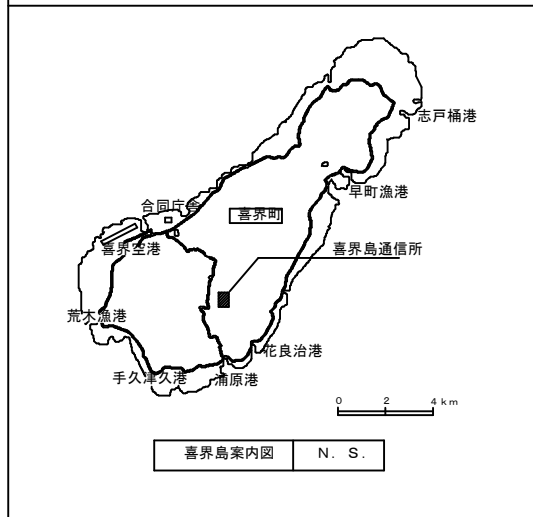 志戸桶港
早町漁港
合同庁舎
喜界町
喜界空港
喜界島通信所
荒木漁港
花良治港
手久津久港
浦原港
0 2 4 km
喜界島案内図 N. S.